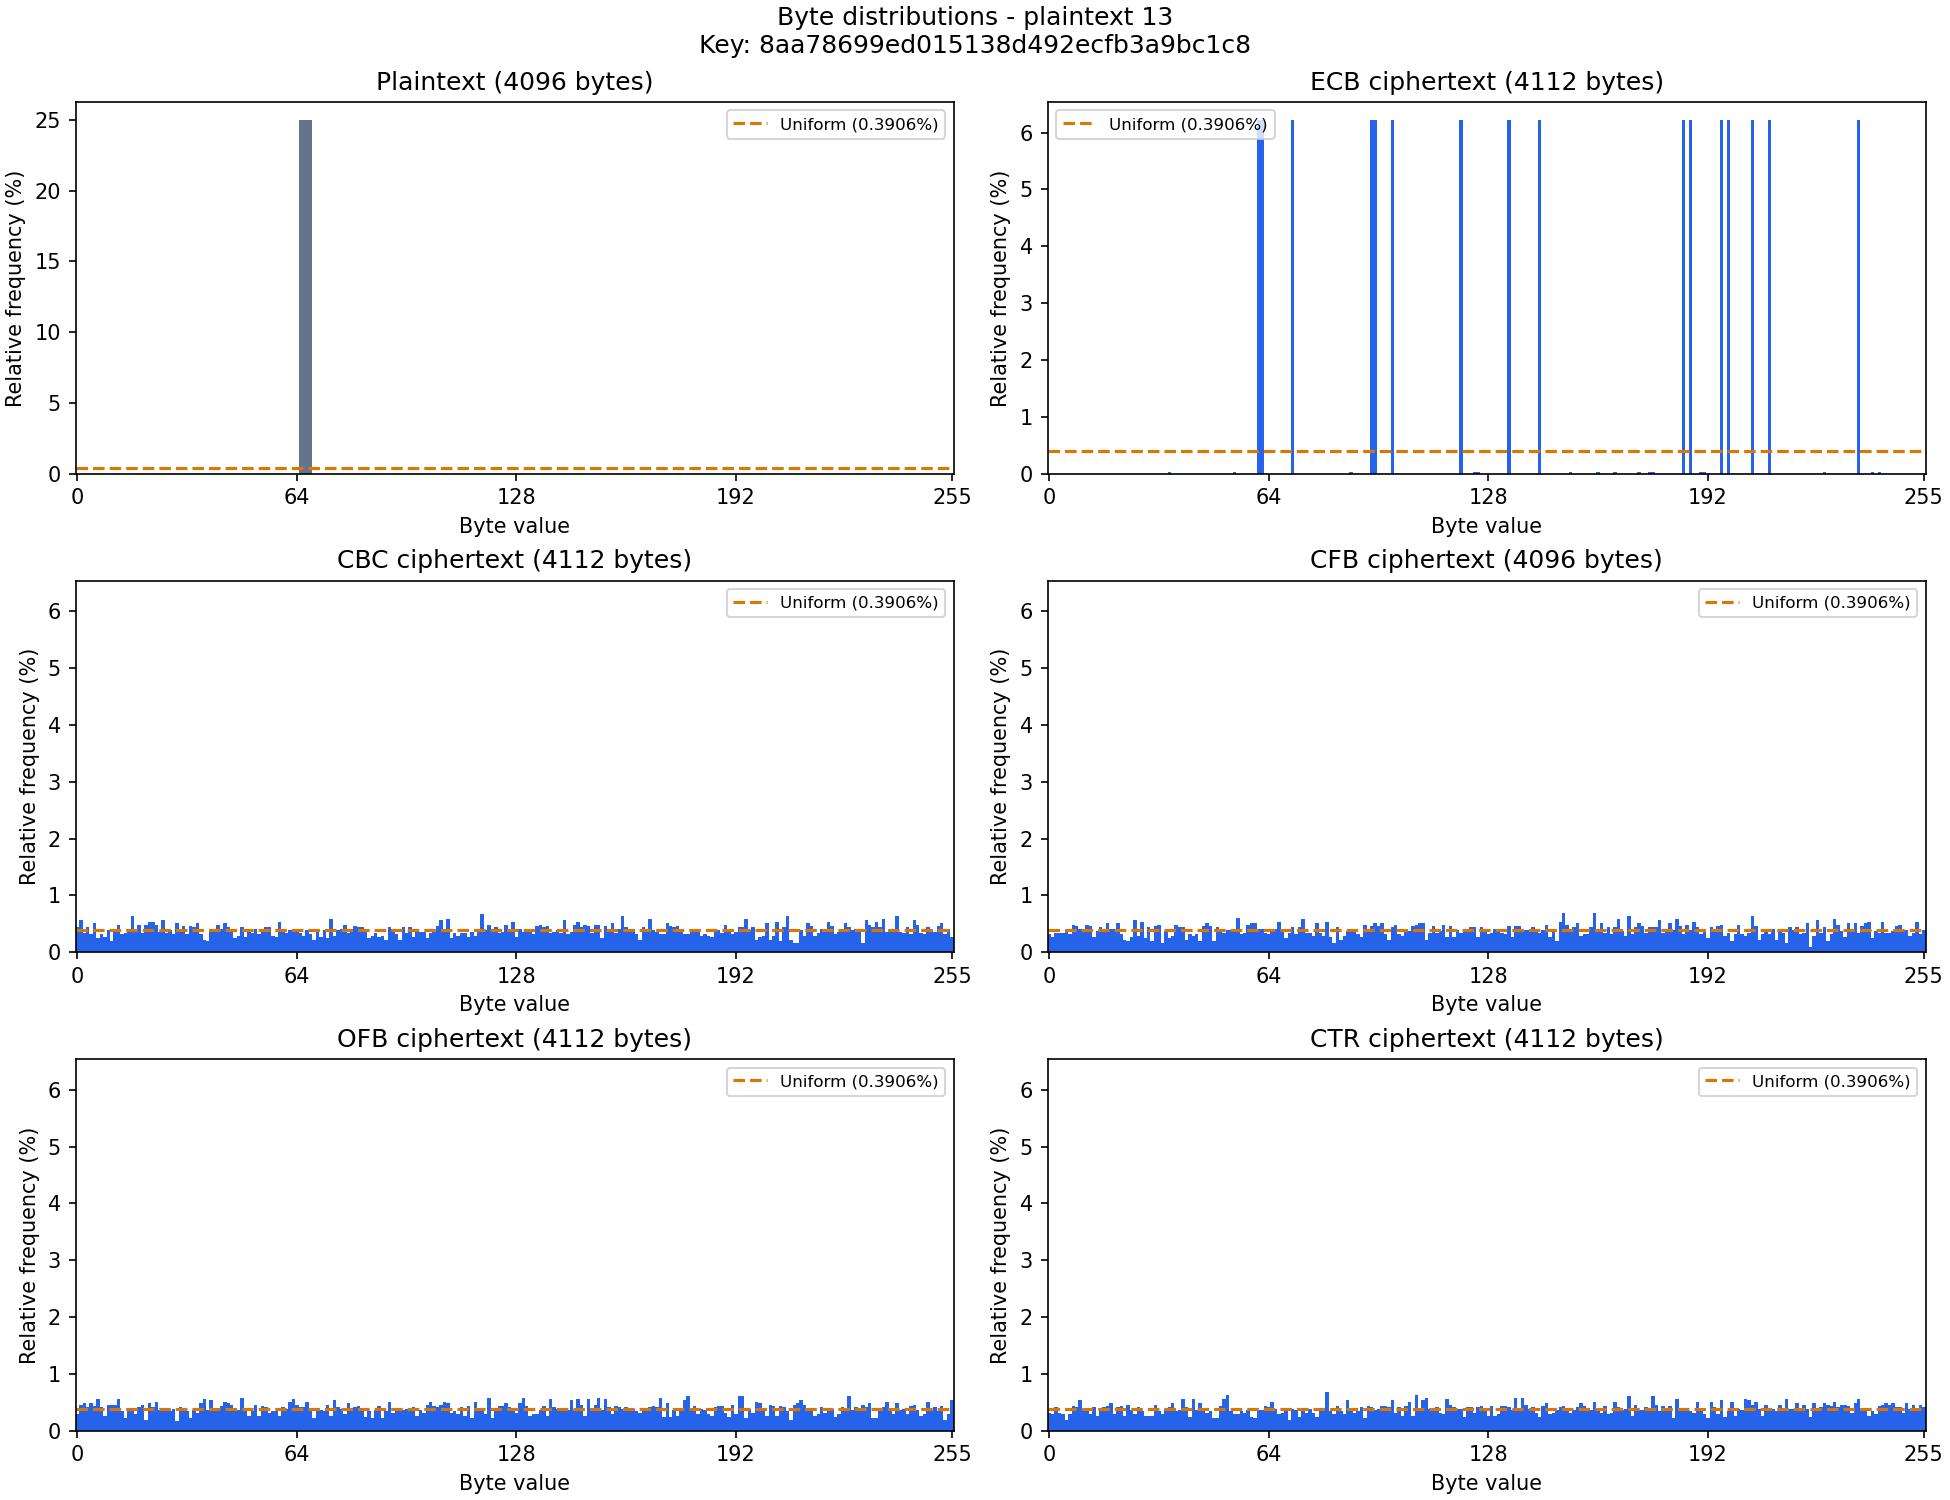 Byte distributions - plaintext 13
Key: 8aa78699ed015138d492ecfb3a9bc1c8
Plaintext (4096 bytes)
Relative frequency (%)
25
20
15
10
5
0
Uniform (0.3906%)
0 64 128 192 255
Byte value
ECB ciphertext (4112 bytes)
Relative frequency (%)
6
5
4
3
2
1
0
Uniform (0.3906%)
0 64 128 192 255
Byte value
CBC ciphertext (4112 bytes)
Relative frequency (%)
6
5
4
3
2
1
0
Uniform (0.3906%)
0 64 128 192 255
Byte value
CFB ciphertext (4096 bytes)
Relative frequency (%)
6
5
4
3
2
1
0
Uniform (0.3906%)
0 64 128 192 255
Byte value
OFB ciphertext (4112 bytes)
Relative frequency (%)
6
5
4
3
2
1
0
Uniform (0.3906%)
0 64 128 192 255
Byte value
CTR ciphertext (4112 bytes)
Relative frequency (%)
6
5
4
3
2
1
0
Uniform (0.3906%)
0 64 128 192 255
Byte value